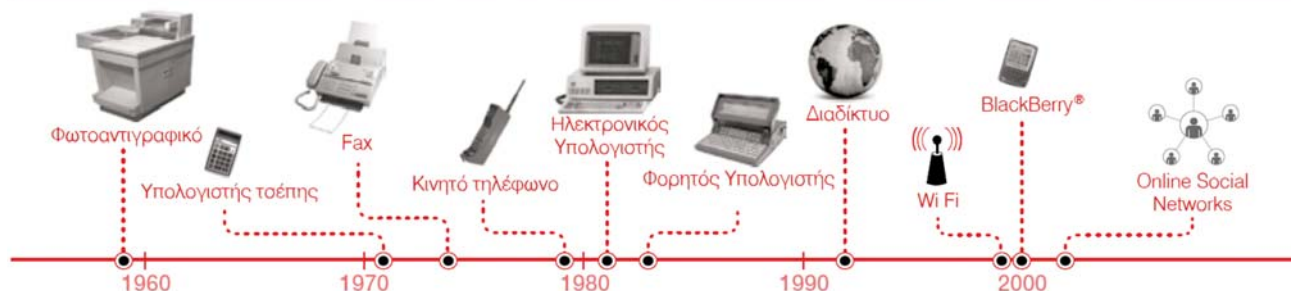 Φωτοαντιγραφικό
Υπολογιστής τσέπης
Fax
Κινητό τηλέφωνο
Ηλεκτρονικός
Υπολογιστής
Φορητός Υπολογιστής
Διαδίκτυο
Wi Fi
BlackBerry®
Online Social
Networks
1960
1970
1980
1990
2000